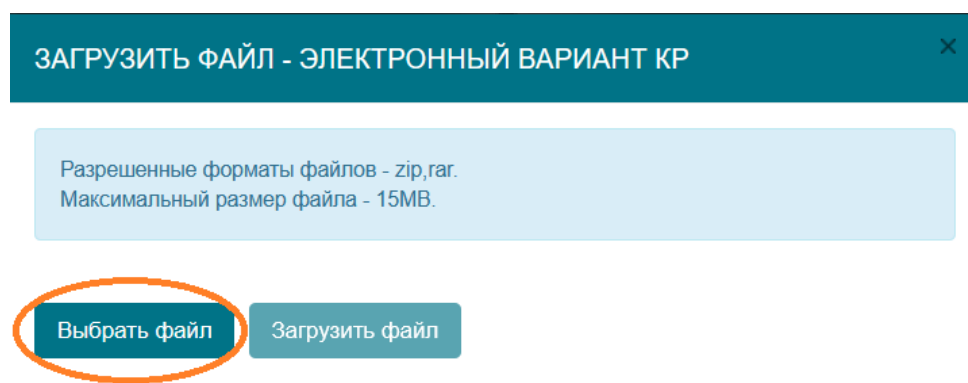 ЗАГРУЗИТЬ ФАЙЛ - ЭЛЕКТРОННЫЙ ВАРИАНТ КР
Разрешенные форматы файлов - zip,rar.
Максимальный размер файла - 15MB.
Выбрать файл
Загрузить файл